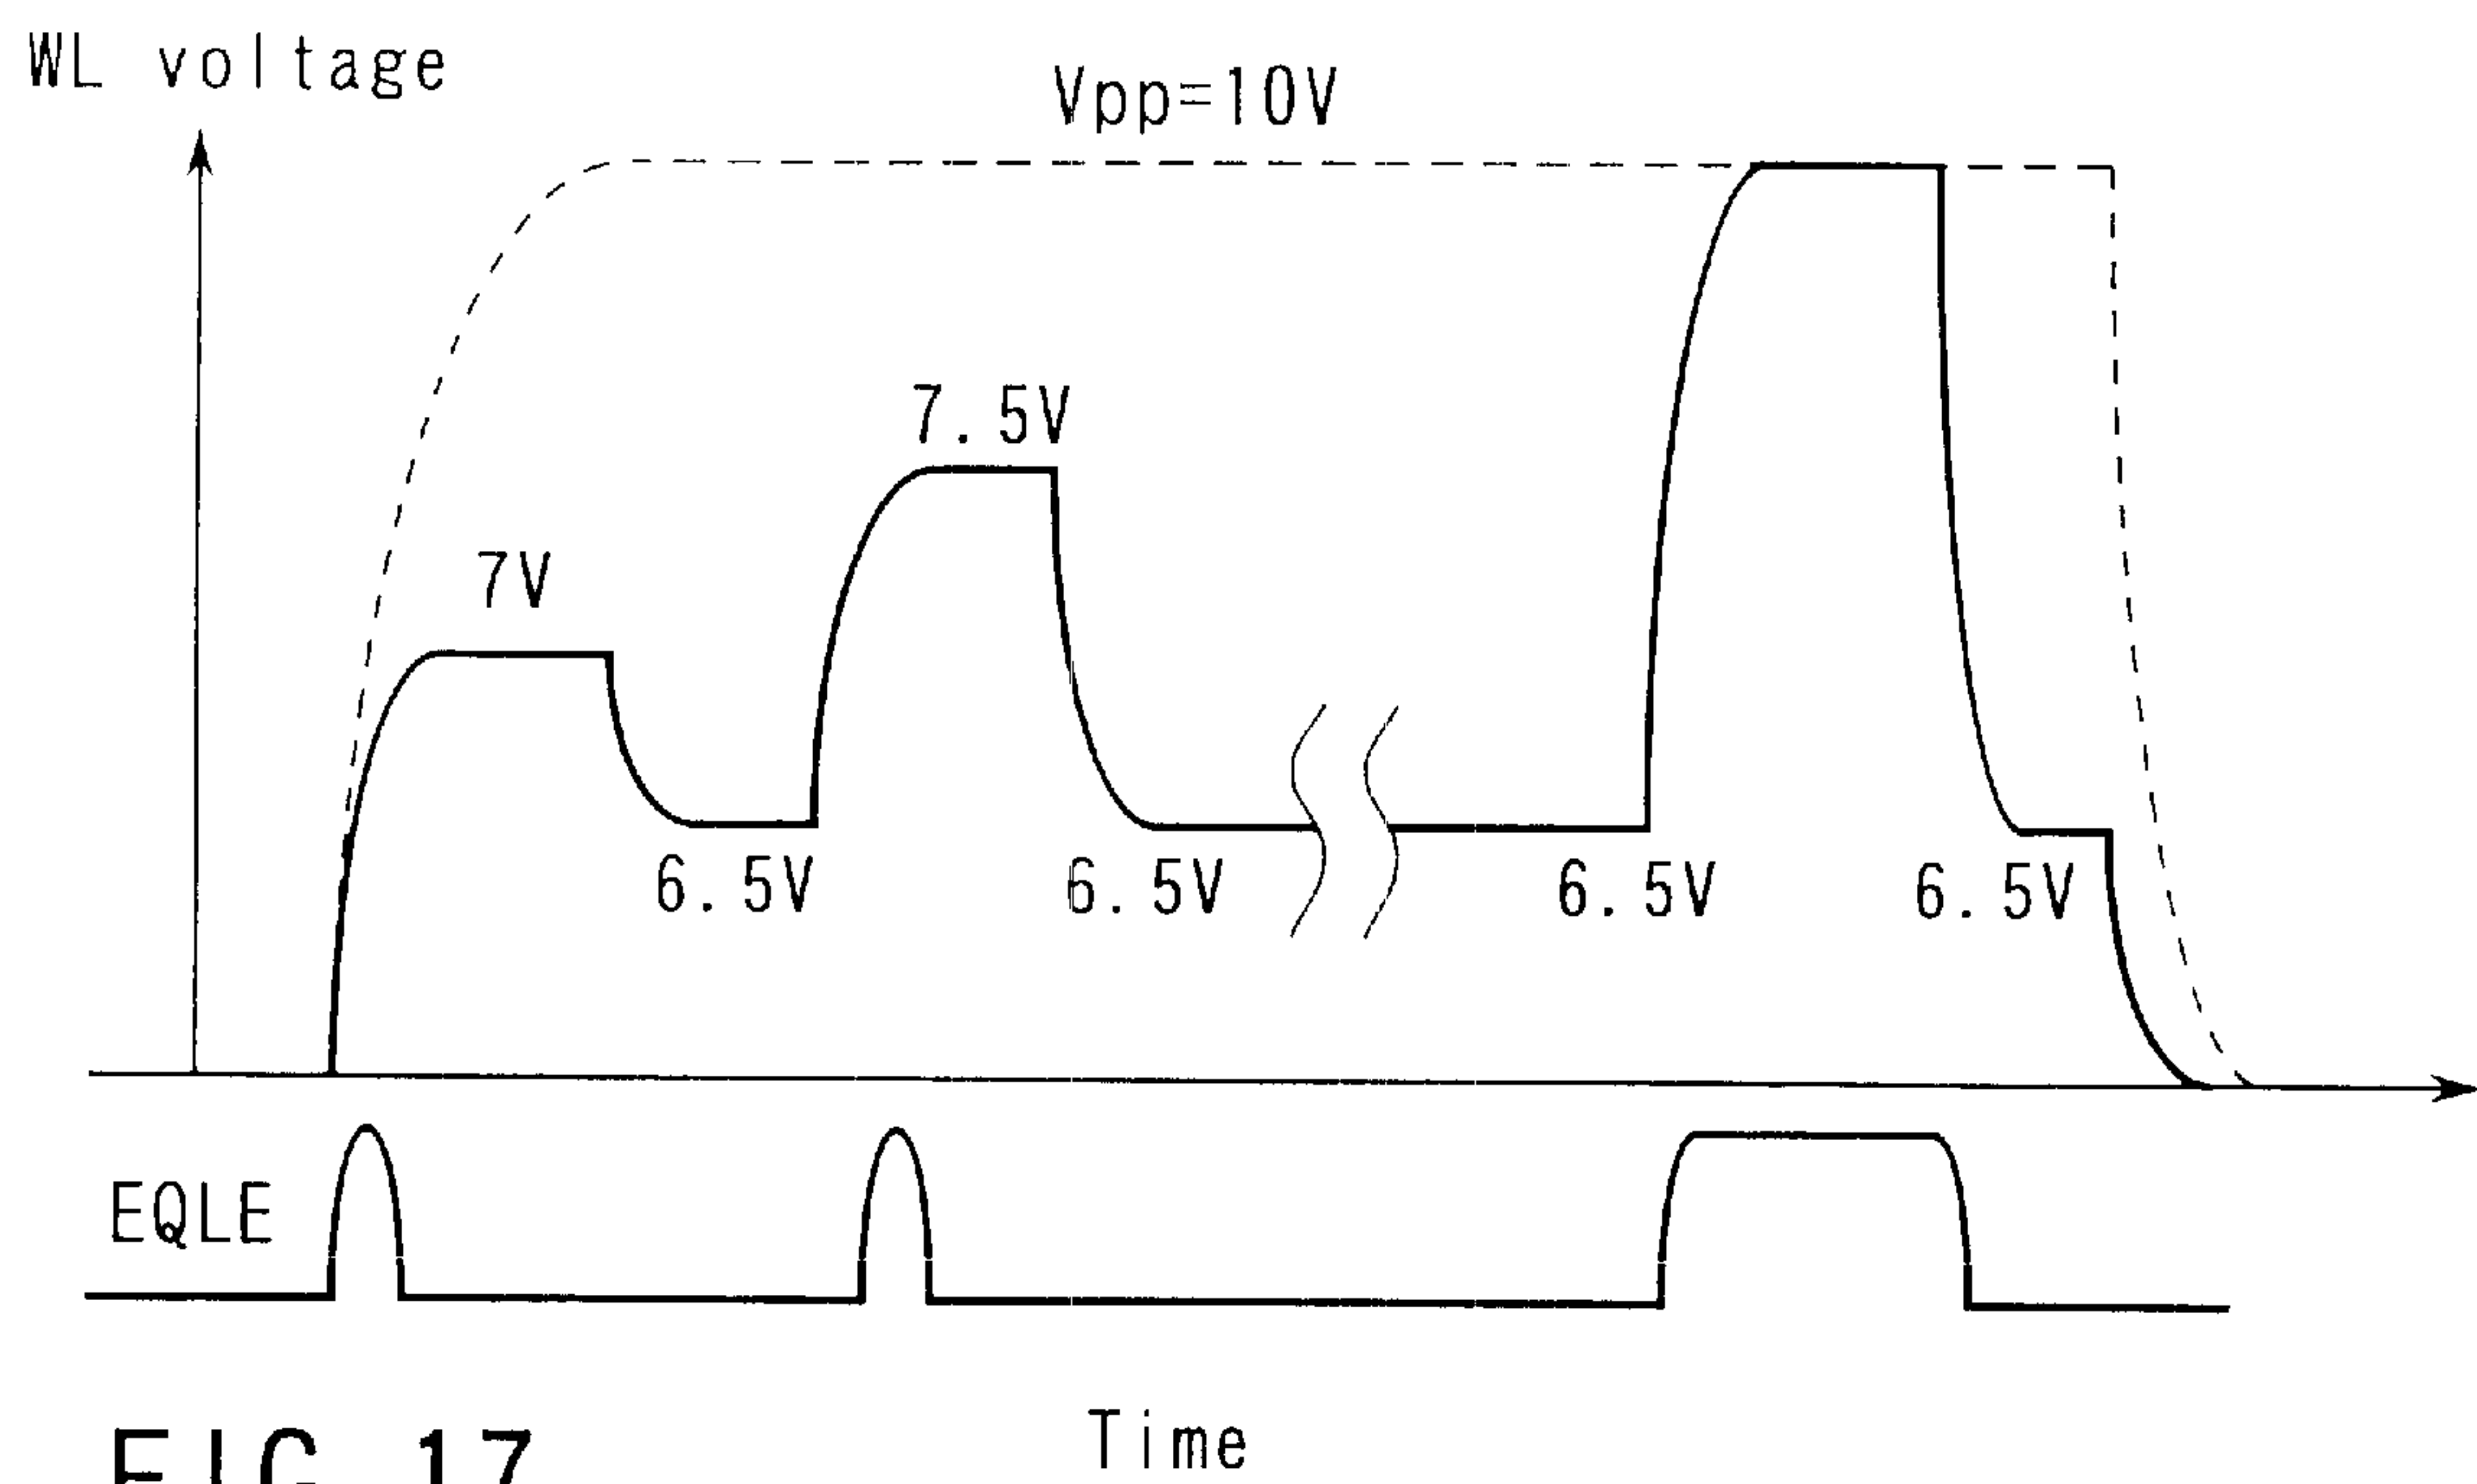 WL voltage
Vpp=10V
7.5V
7V
6.5V
6.5V
6.5V
6.5V
EQLE
Time
FIG. 17